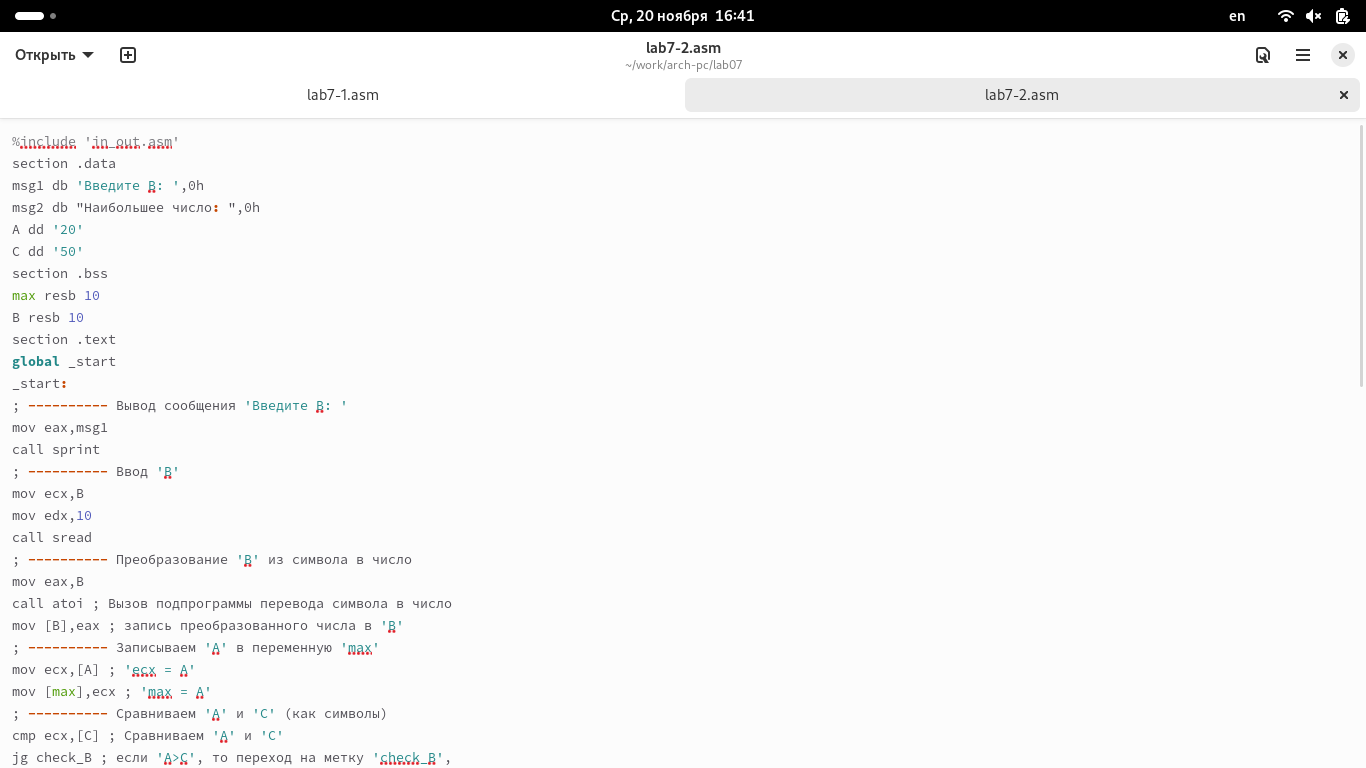 Ср, 20 ноября 16:41
en
Открыть
lab7-2.asm
~/work/arch-pc/lab07
lab7-1.asm
lab7-2.asm
%include 'in_out.asm'
section .data
msg1 db 'Введите B: ',0h
msg2 db "Наибольшее число: ",0h
A dd '20'
C dd '50'
section .bss
max resb 10
B resb 10
section .text
global _start
_start:
; ---------- Вывод сообщения 'Введите B: '
mov eax,msg1
call sprint
; ---------- Ввод 'B'
mov ecx,B
mov edx,10
call sread
; ---------- Преобразование 'B' из символа в число
mov eax,B
call atoi ; Вызов подпрограммы перевода символа в число
mov [B],eax ; запись преобразованного числа в 'B'
; ---------- Записываем 'A' в переменную 'max'
mov ecx,[A] ; 'ecx = A'
mov [max],ecx ; 'max = A'
; ---------- Сравниваем 'A' и 'С' (как символы)
cmp ecx,[C] ; Сравниваем 'A' и 'С'
jg check_B ; если 'A>C', то переход на метку 'check_B',